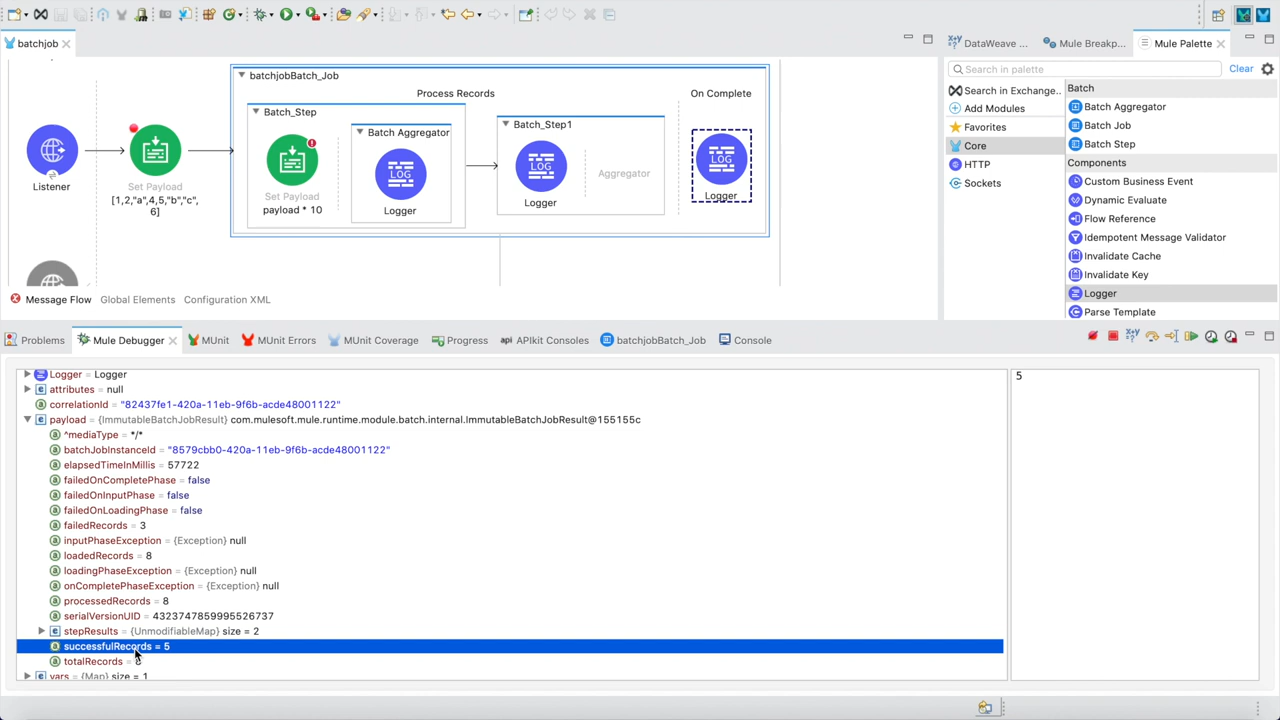 batchjob
DataWeave ...
Mule Breakp...
Mule Palette
Search in palette
Clear
Search in Exchange..
Add Modules
Favorites
Core
HTTP
Sockets
Batch
Batch Aggregator
Batch Job
Batch Step
Components
Custom Business Event
Dynamic Evaluate
Flow Reference
Idempotent Message Validator
Invalidate Cache
Invalidate Key
Logger
Parse Template
batchjobBatch_Job
Process Records
On Complete
Batch_Step
Batch Aggregator
Batch_Step1
LOG
LOG
LOG
Aggregator
Listener
Set Payload
[1,2,"a",4,5,"b","c",
6]
Set Payload
payload * 10
Logger
Logger
Logger
Message Flow
Global Elements
Configuration XML
Problems
Mule Debugger
MUnit
MUnit Errors
MUnit Coverage
Progress
api APIkit Consoles
batchjobBatch_Job
Console
Logger = Logger
attributes = null
correlationId = "82437fe1-420a-11eb-9f6b-acde48001122"
payload = {ImmutableBatchJobResult} com.mulesoft.mule.runtime.module.batch.internal.ImmutableBatchJobResult@155155c
^mediaType = */*
batchJobInstanceId = "8579cbb0-420a-11eb-9f6b-acde48001122"
elapsedTimeInMillis = 57722
failedOnCompletePhase = false
failedOnInputPhase = false
failedOnLoadingPhase = false
failedRecords = 3
inputPhaseException = {Exception} null
loadedRecords = 8
loadingPhaseException = {Exception} null
onCompletePhaseException = {Exception} null
processedRecords = 8
serialVersionUID = 4323747859995526737
stepResults = {UnmodifiableMap} size = 2
successfulRecords = 5
totalRecords =
vars = {Map} size = 1
5